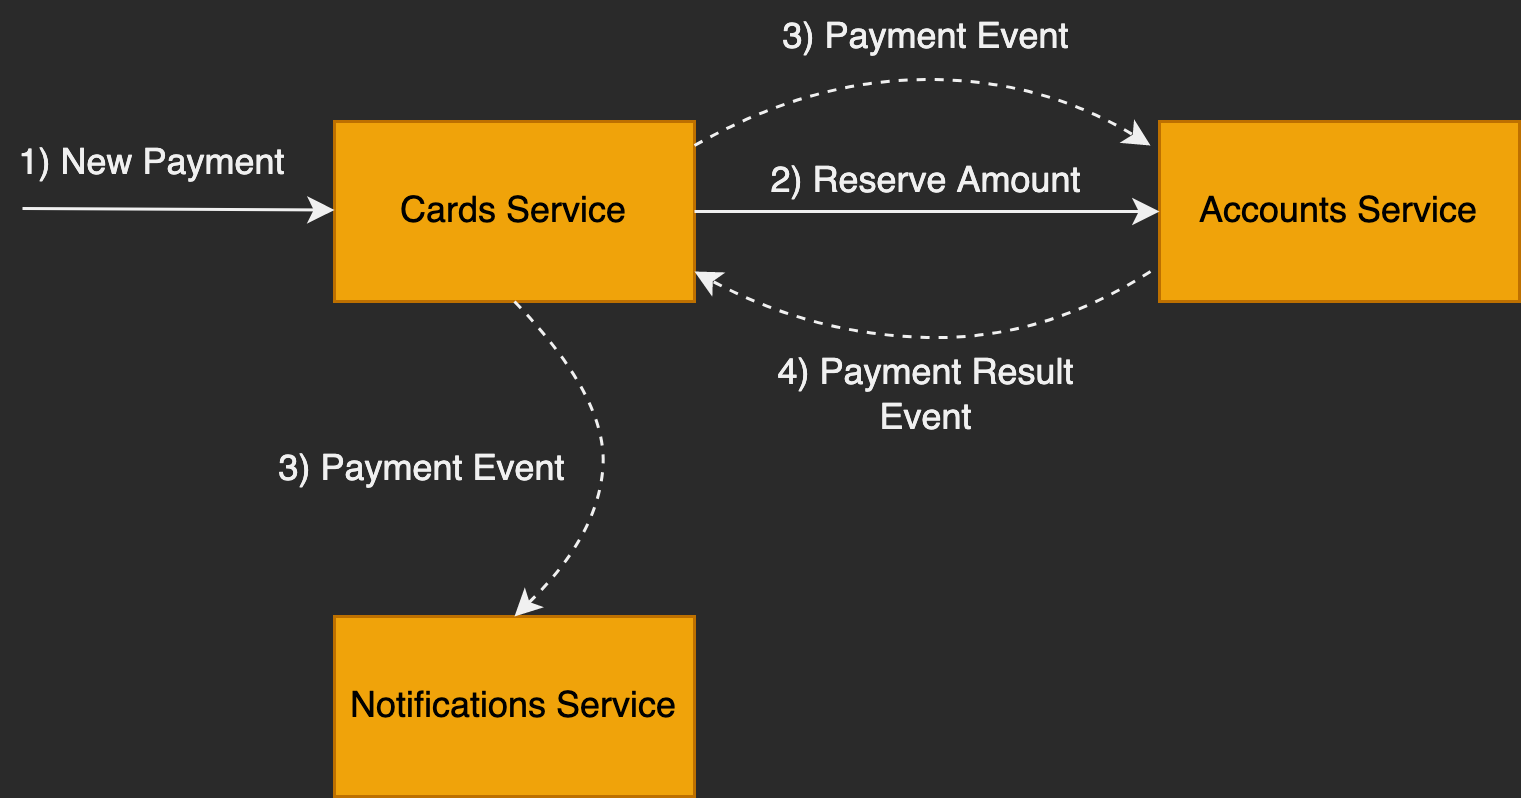 3) Payment Event
1) New Payment
Cards Service
2) Reserve Amount
Accounts Service
4) Payment Result
Event
3) Payment Event
Notifications Service